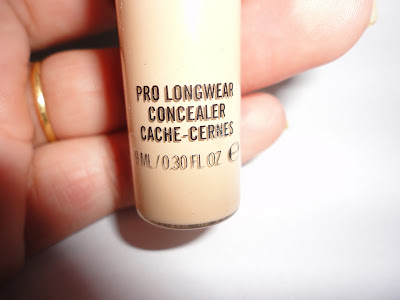 PRO LONGWEAR
CONCEALER
CACHE-CERNES
9 ML / 0.30 FL OZ ℮